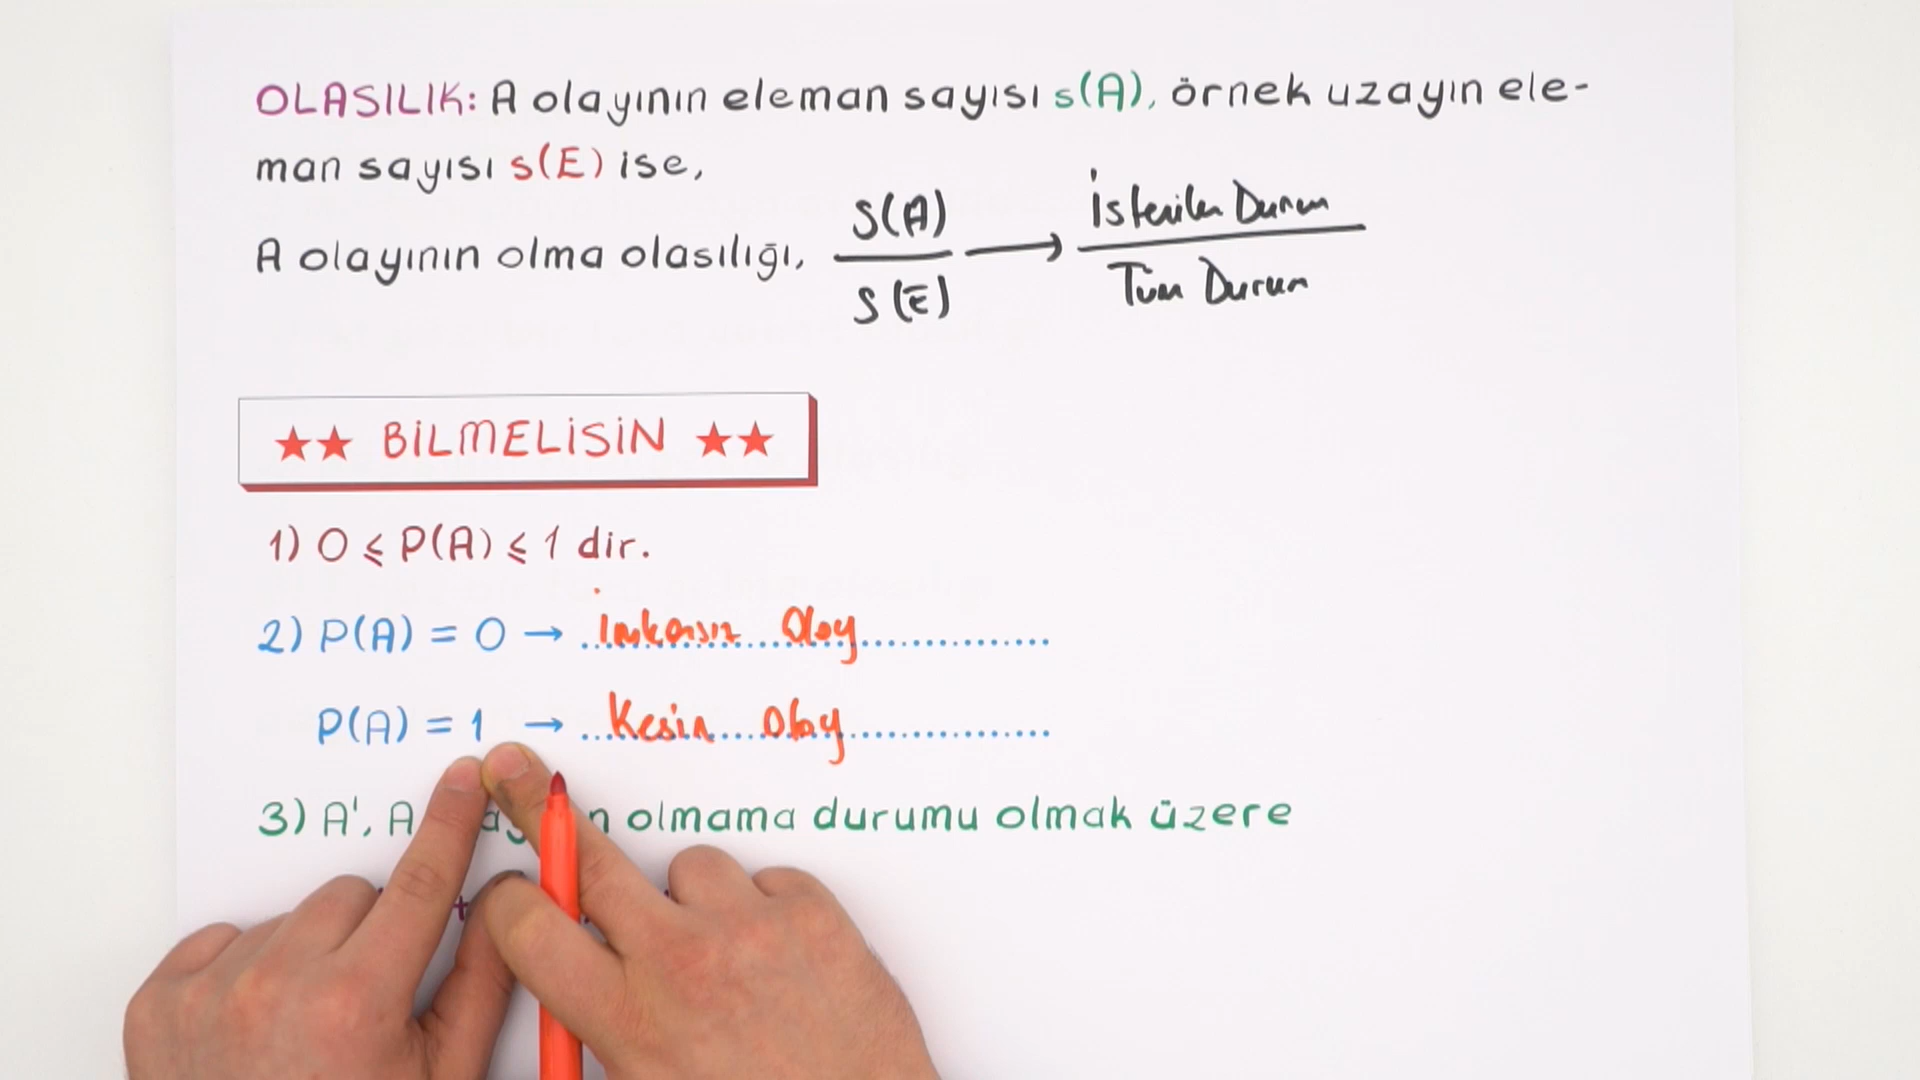 OLASILIK: A olayının eleman sayısı s(A), örnek uzayın ele-
man sayısı s(E) ise,
A olayının olma olasılığı, S(A) / S(E) → İstenilen Durum / Tüm Durum
★★ BİLMELİSİN ★★
1) 0 ≤ P(A) ≤ 1 dir.
2) P(A) = 0 → imkansız Olay
P(A) = 1 → Kesin Olay
3) A', A olmama durumu olmak üzere